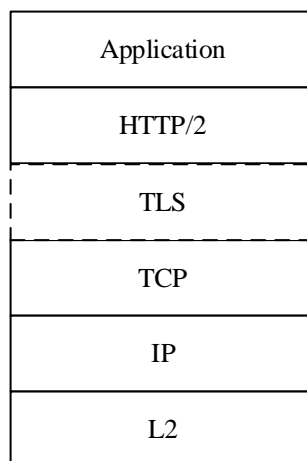 Application
HTTP/2
TLS
TCP
IP
L2